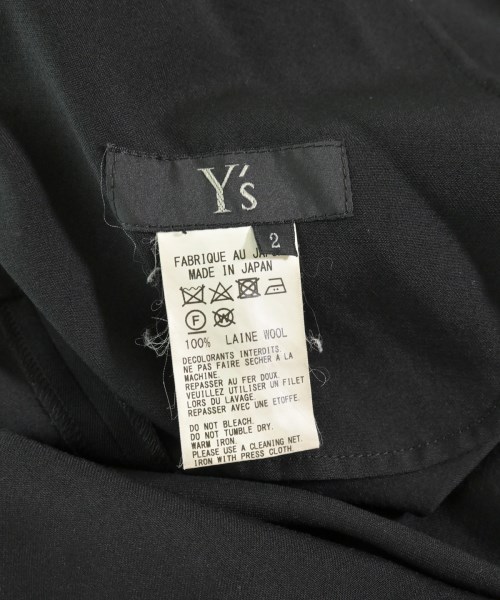 Y's
2
FABRIQUE AU JAP
MADE IN JAPAN
F
W
100% LAINE WOOL
DECOLORANTS INTERDITS.
NE PAS FAIRE SECHER A LA
MACHINE.
REPASSER AU FER DOUX.
VEUILLEZ UTILISER UN FILET
LORS DU LAVAGE.
REPASSER AVEC UNE ETOFFE.
DO NOT BLEACH.
DO NOT TUMBLE DRY.
WARM IRON.
PLEASE USE A CLEANING NET.
IRON WITH PRESS CLOTH